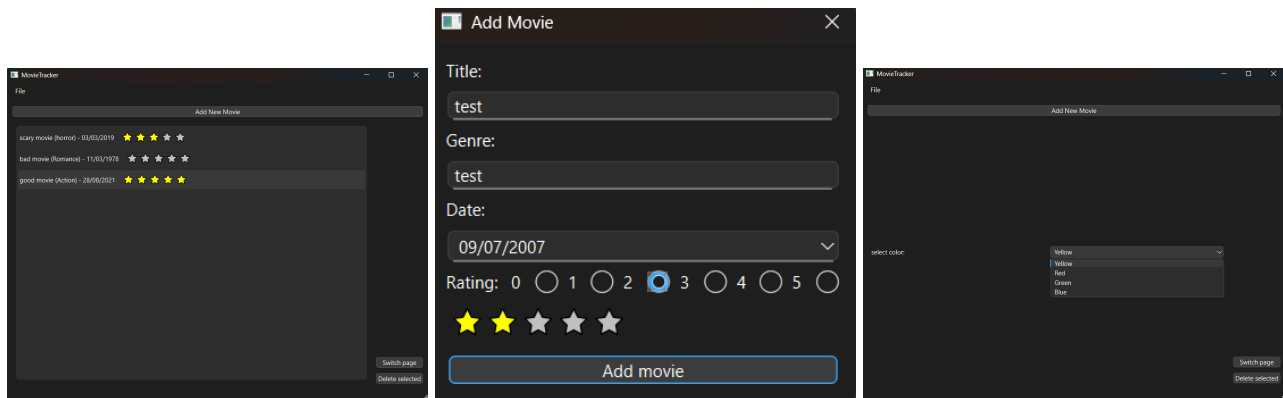 MovieTracker
File
Add New Movie
scary movie (horror) - 03/03/2019
bad movie (Romance) - 11/03/1978
good movie (Action) - 28/08/2021
Switch page
Delete selected
Add Movie
Title:
test
Genre:
test
Date:
09/07/2007
Rating: 0 1 2 3 4 5
Add movie
MovieTracker
File
Add New Movie
select color: Yellow
Yellow
Red
Green
Blue
Switch page
Delete selected